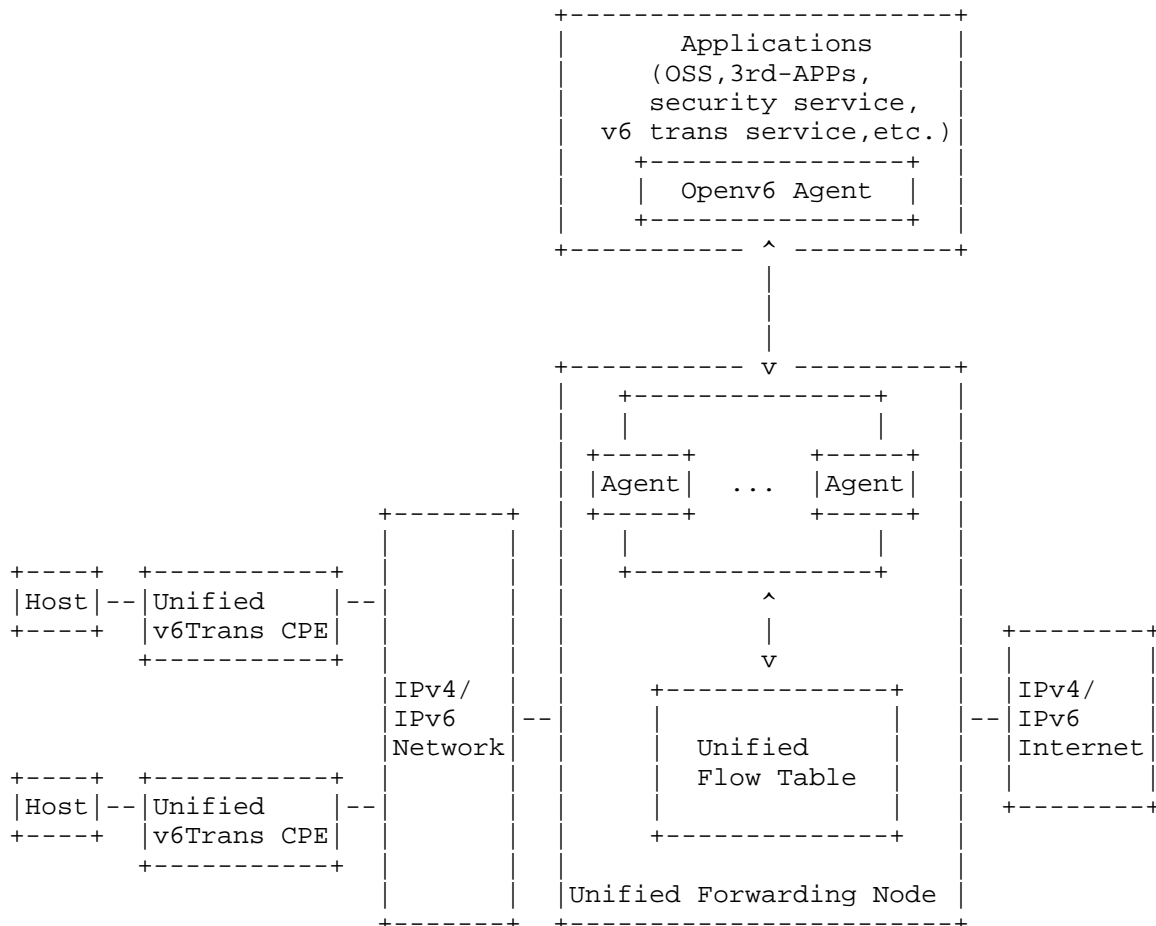 Applications
(OSS,3rd-APPs,
security service,
v6 trans service,etc.)
Openv6 Agent
Agent ... Agent
Host -- Unified -- 
v6Trans CPE
IPv4/ IPv4/
IPv6 -- -- IPv6
Network Unified Internet
Flow Table
Host -- Unified --
v6Trans CPE
Unified Forwarding Node